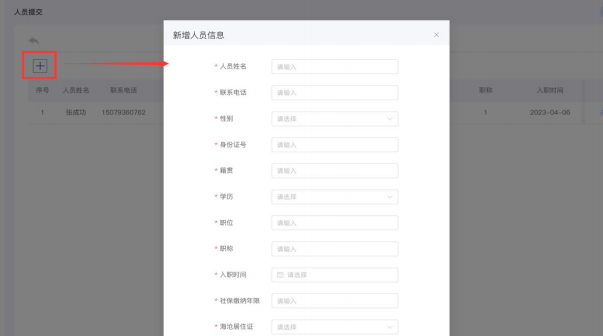 人员提交
新增人员信息
* 人员姓名 请输入
* 联系电话 请输入
* 性别 请选择
* 身份证号 请输入
* 籍贯 请输入
* 学历 请选择
* 职位 请输入
* 职称 请输入
* 入职时间 请选择
* 社保缴纳年限 请输入
* 海沧居住证 请选择
序号 人员姓名 联系电话 职称 入职时间
1 张成功 15079360762 1 2023-04-06